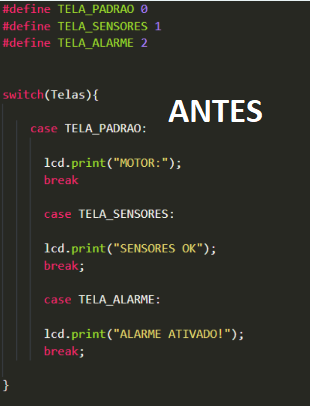 #define TELA_PADRAO 0
#define TELA_SENSORES 1
#define TELA_ALARME 2
switch(Telas){
ANTES
case TELA_PADRAO:
lcd.print("MOTOR:");
break
case TELA_SENSORES:
lcd.print("SENSORES OK");
break;
case TELA_ALARME:
lcd.print("ALARME ATIVADO!");
break;
}